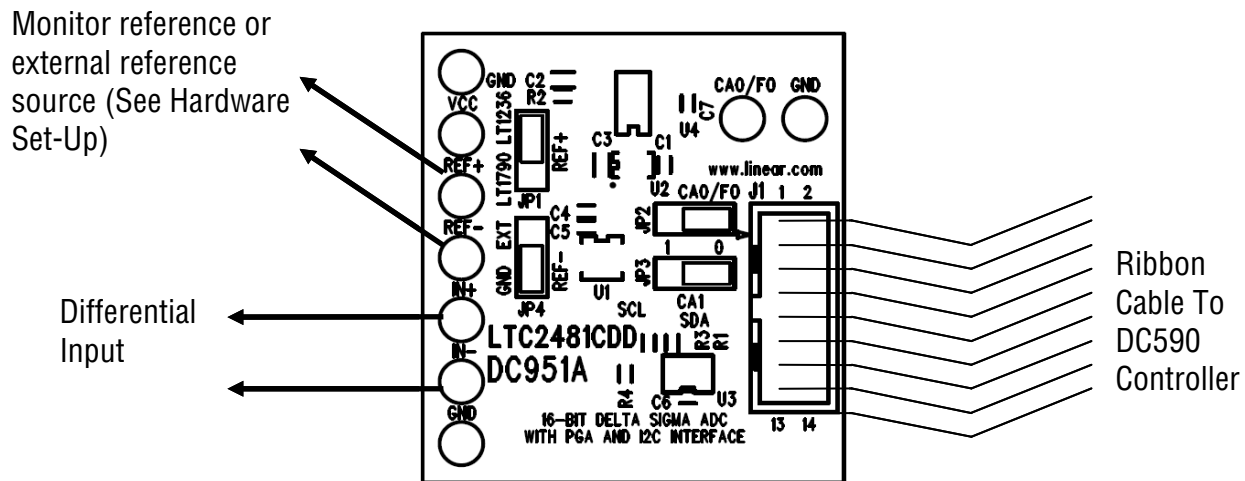 Monitor reference or
external reference
source (See Hardware
Set-Up)
Differential
Input
GND
VCC
REF+
REF-
IN+
IN-
GND
C2
R2
LT1790 LT1236
REF+
JP1
GND EXT
REF-
JP4
C3
C1
U2
C4
C5
U1
U4
C7
CA0/F0 GND
www.linear.com
CA0/F0 J1 1 2
JP2
1 0
JP3
CA1
SCL
SDA
LTC2481CDD
DC951A
R3
R1
R4
C6
U3
13 14
16-BIT DELTA SIGMA ADC
WITH PGA AND I2C INTERFACE
Ribbon
Cable To
DC590
Controller